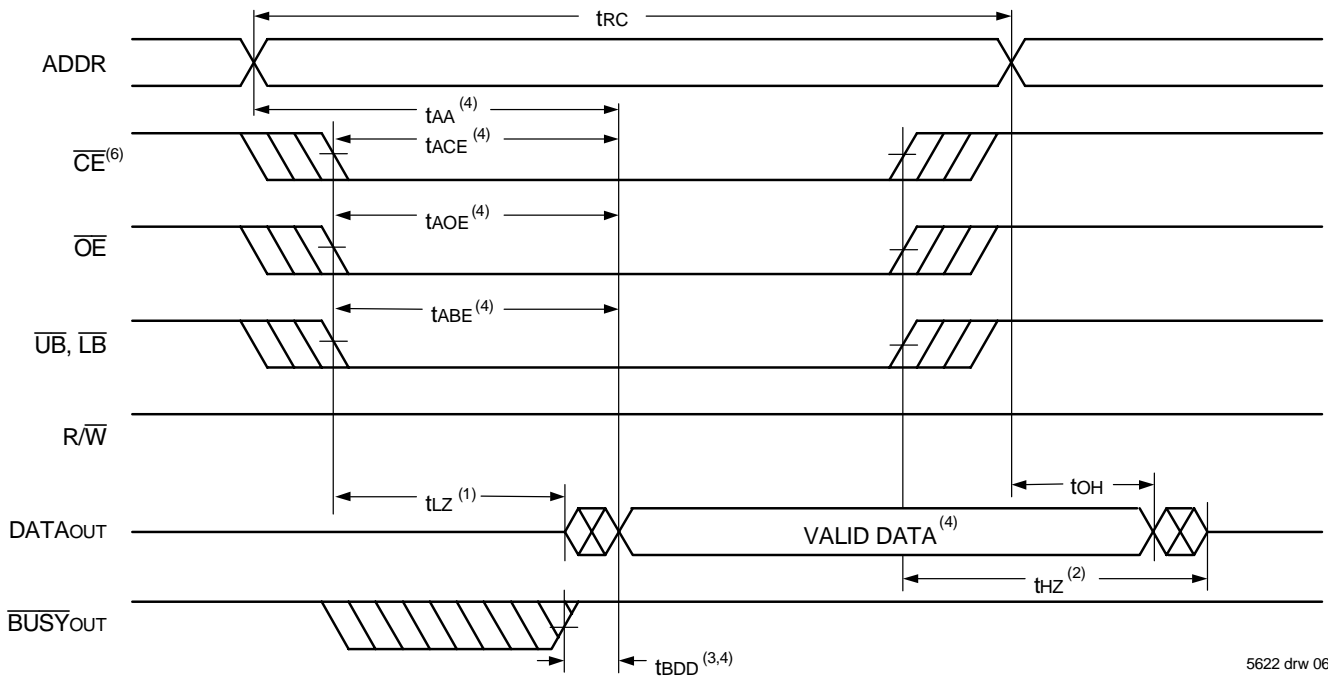 tRC
ADDR
tAA (4)
tACE (4)
CE(6)
tAOE (4)
OE
tABE (4)
UB, LB
R/W
tLZ (1)
tOH
DATAOUT
VALID DATA(4)
tHZ (2)
BUSYOUT
tBDD (3,4)
5622 drw 06